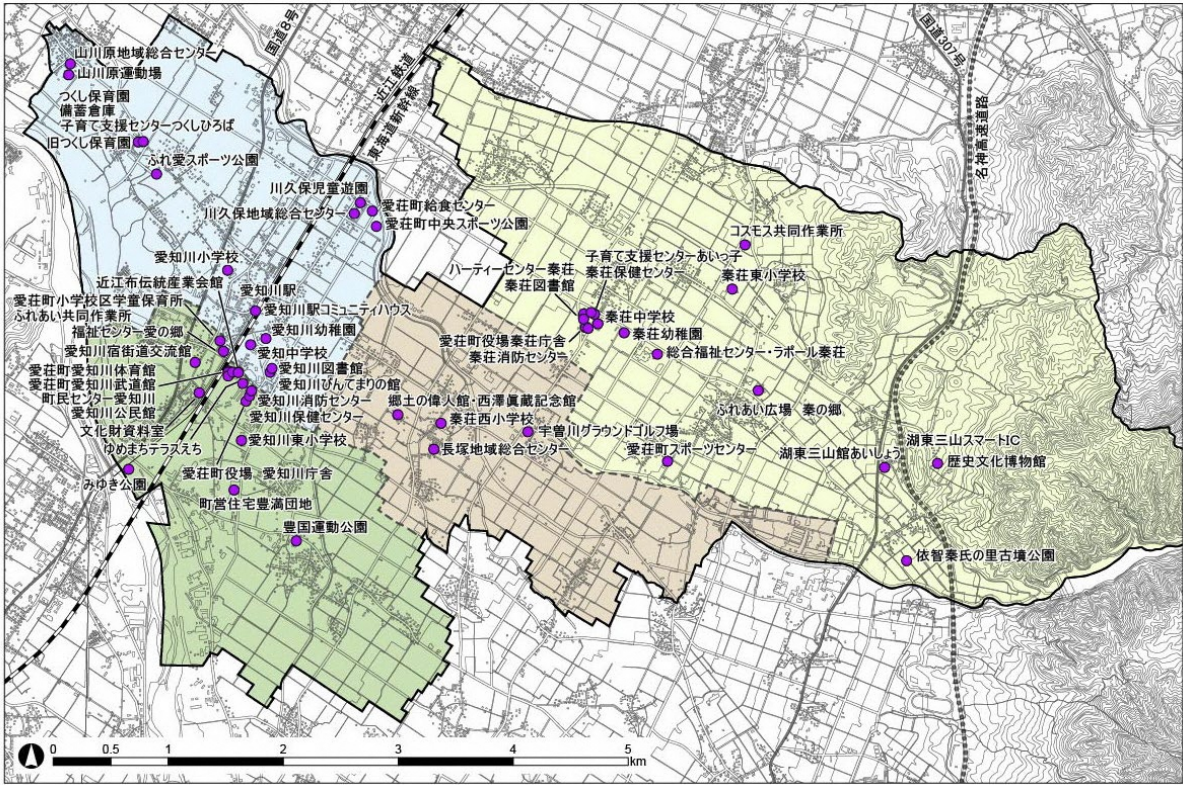 国道8号
近江鉄道
東海道新幹線
国道307号
名神高速道路
山川原地域総合センター
山川原運動場
つくし保育園
備蓄倉庫
子育て支援センターつくしひろば
旧つくし保育園
ふれ愛スポーツ公園
川久保児童遊園
川久保地域総合センター
愛荘町給食センター
愛荘町中央スポーツ公園
コスモス共同作業所
愛知川小学校
近江布伝統産業会館
愛知川駅
愛荘町小学校区学童保育所
ふれあい共同作業所
愛知川駅コミュニティハウス
福祉センター愛の郷
愛知川幼稚園
愛知川宿街道交流館
愛知中学校
愛荘町愛知川体育館
愛知川図書館
愛荘町愛知川武道館
愛知川びんてまりの館
町民センター愛知川
愛知川消防センター
愛知川公民館
愛知川保健センター
文化財資料室
愛知川東小学校
ゆめまちテラスえち
みゆき公園
愛荘町役場 愛知川庁舎
町営住宅豊満団地
豊国運動公園
子育て支援センターあいっ子
ハーティーセンター秦荘
秦荘保健センター
秦荘図書館
秦荘東小学校
秦荘中学校
愛荘町役場秦荘庁舎
秦荘幼稚園
秦荘消防センター
総合福祉センター・ラポール秦荘
郷土の偉人館・西澤眞蔵記念館
ふれあい広場 秦の郷
秦荘西小学校
宇曽川グラウンドゴルフ場
長塚地域総合センター
愛荘町スポーツセンター
湖東三山館あいしょう
湖東三山スマートIC
歴史文化博物館
依智秦氏の里古墳公園
0 0.5 1 2 3 4 5
km